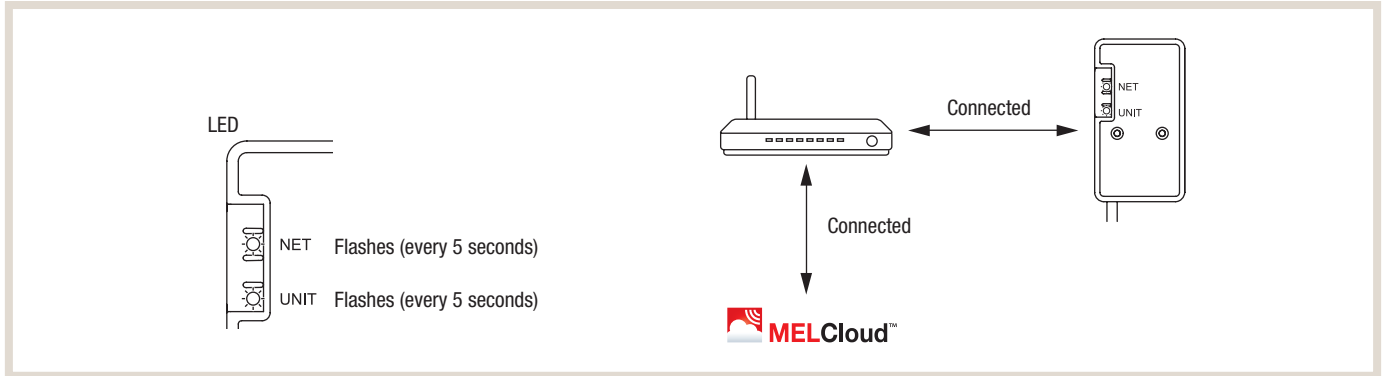 LED
NET Flashes (every 5 seconds)
UNIT Flashes (every 5 seconds)
Connected
NET
UNIT
Connected
MELCloud™